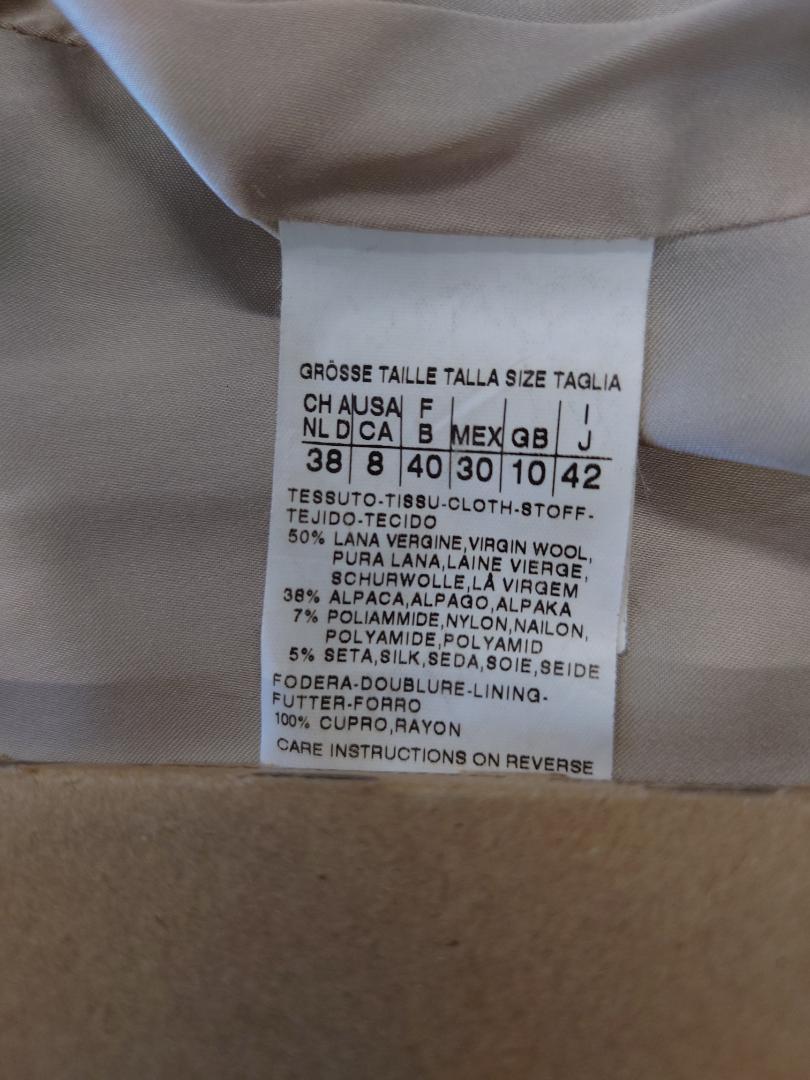 GRÖSSE TAILLE TALLA SIZE TAGLIA
CH A USA F I
NL D CA B MEX GB J
38 8 40 30 10 42
TESSUTO-TISSU-CLOTH-STOFF-
TEJIDO-TECIDO
50% LANA VERGINE,VIRGIN WOOL,
PURA LANA,LAINE VIERGE,
SCHURWOLLE,LÃ VIRGEM
38% ALPACA,ALPAGO,ALPAKA
7% POLIAMMIDE,NYLON,NAILON,
POLYAMIDE,POLYAMID
5% SETA,SILK,SEDA,SOIE,SEIDE
FODERA-DOUBLURE-LINING-
FUTTER-FORRO
100% CUPRO,RAYON
CARE INSTRUCTIONS ON REVERSE